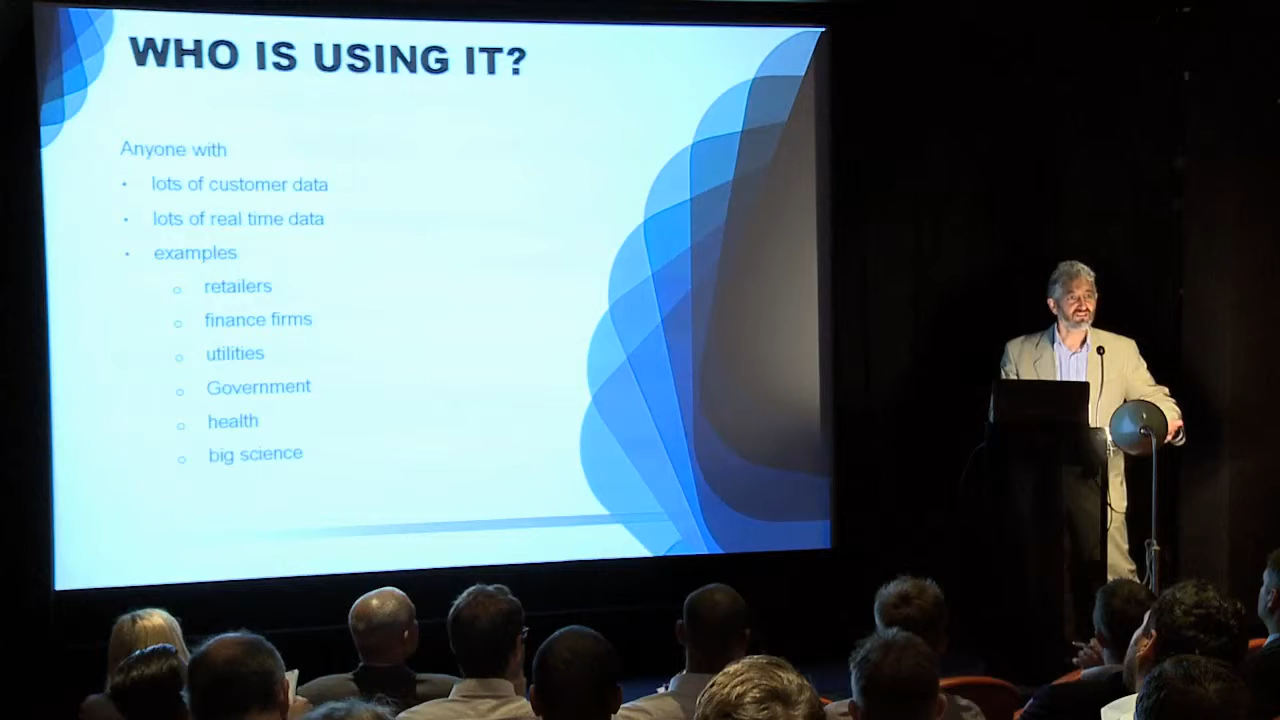 WHO IS USING IT?
Anyone with
• lots of customer data
• lots of real time data
• examples
o retailers
o finance firms
o utilities
o Government
o health
o big science